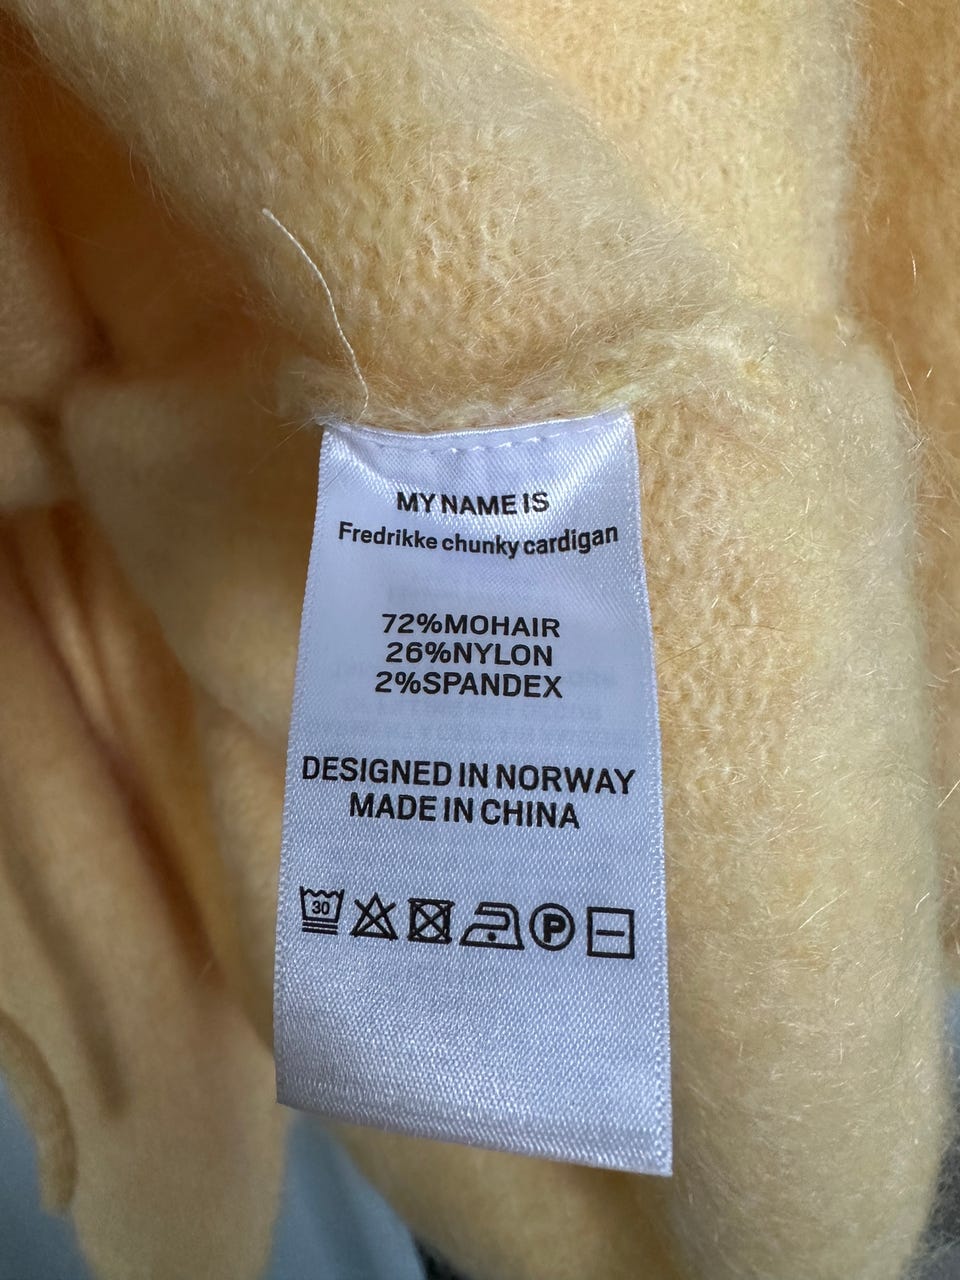 MY NAME IS
Fredrikke chunky cardigan
72%MOHAIR
26%NYLON
2%SPANDEX
DESIGNED IN NORWAY
MADE IN CHINA
30 P